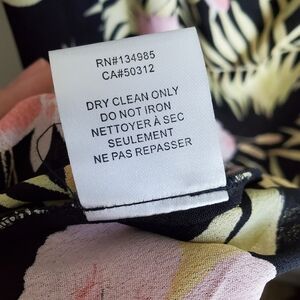 RN#134985
CA#50312
DRY CLEAN ONLY
DO NOT IRON
NETTOYER À SEC
SEULEMENT
NE PAS REPASSER